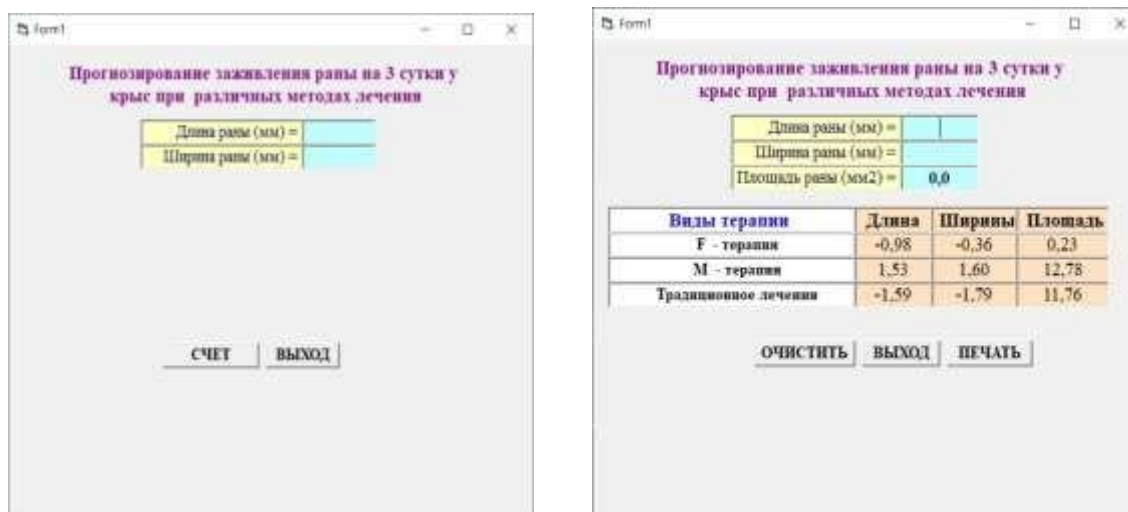 Form1
Прогнозирование заживления раны на 3 сутки у
крыс при различных методах лечения
Длина раны (мм) =
Ширина раны (мм) =
СЧЕТ ВЫХОД
Form1
Прогнозирование заживления раны на 3 сутки у
крыс при различных методах лечения
Длина раны (мм) =
Ширина раны (мм) =
Площадь раны (мм2) = 0,0
Виды терапии Длина Ширины Площадь
F - терапия -0,98 -0,36 0,23
М - терапия 1,53 1,60 12,78
Традиционное лечения -1,59 -1,79 11,76
ОЧИСТИТЬ ВЫХОД ПЕЧАТЬ